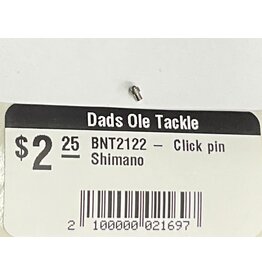 Dads Ole Tackle
$2 25 BNT2122 – Click pin
Shimano
2 100000 021697